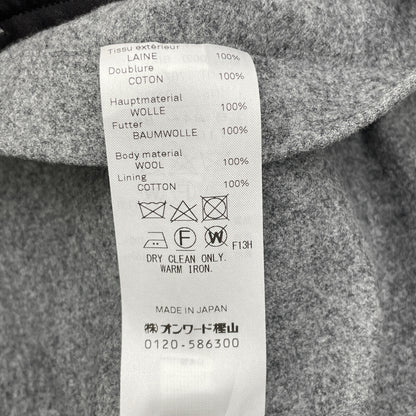 Tissu extérieur
LAINE 100%
Doublure
COTON 100%
Hauptmaterial
WOLLE 100%
Futter
BAUMWOLLE 100%
Body material
WOOL 100%
Lining
COTTON 100%
F W F13H
DRY CLEAN ONLY.
WARM IRON.
MADE IN JAPAN
㈱オンワード樫山
0120-586300